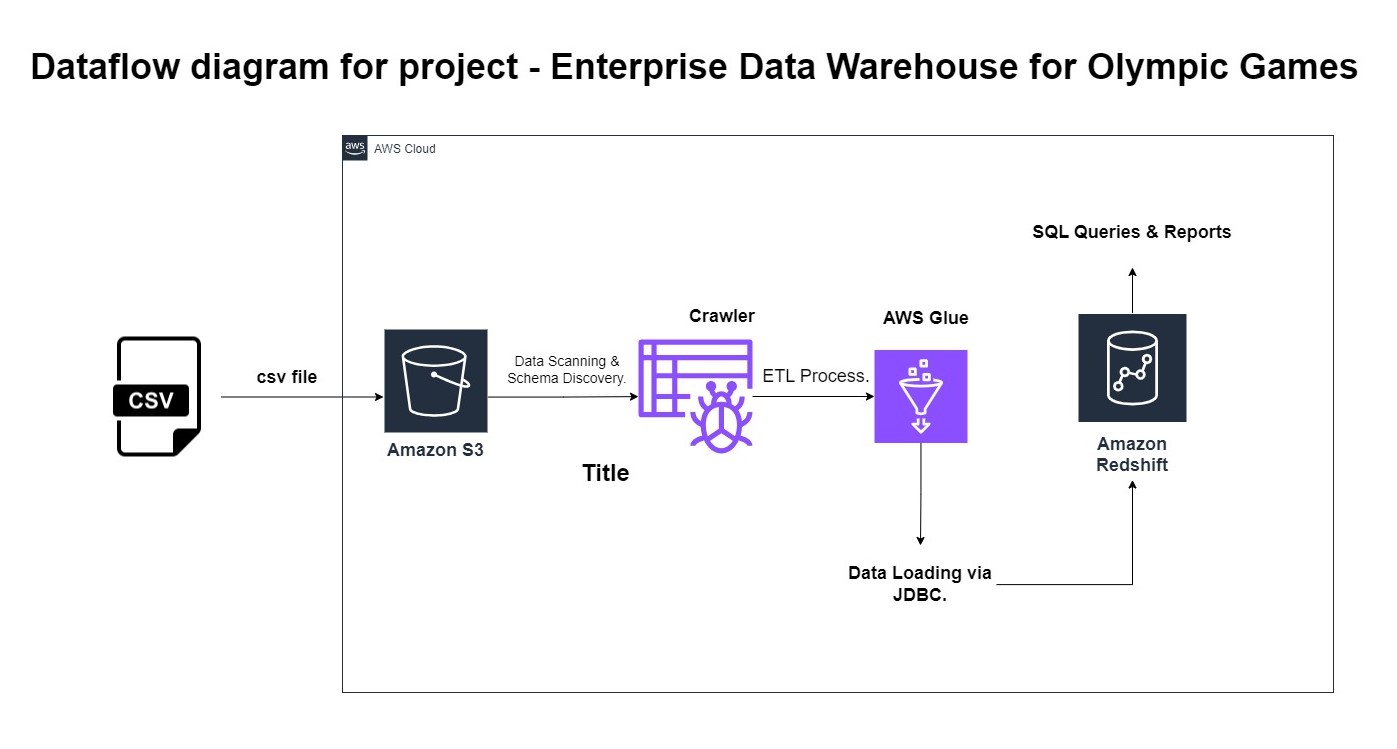 Dataflow diagram for project - Enterprise Data Warehouse for Olympic Games
aws
AWS Cloud
SQL Queries & Reports
Crawler
AWS Glue
Data Scanning &
Schema Discovery.
csv file
ETL Process.
CSV
Amazon S3
Amazon
Redshift
Title
Data Loading via
JDBC.